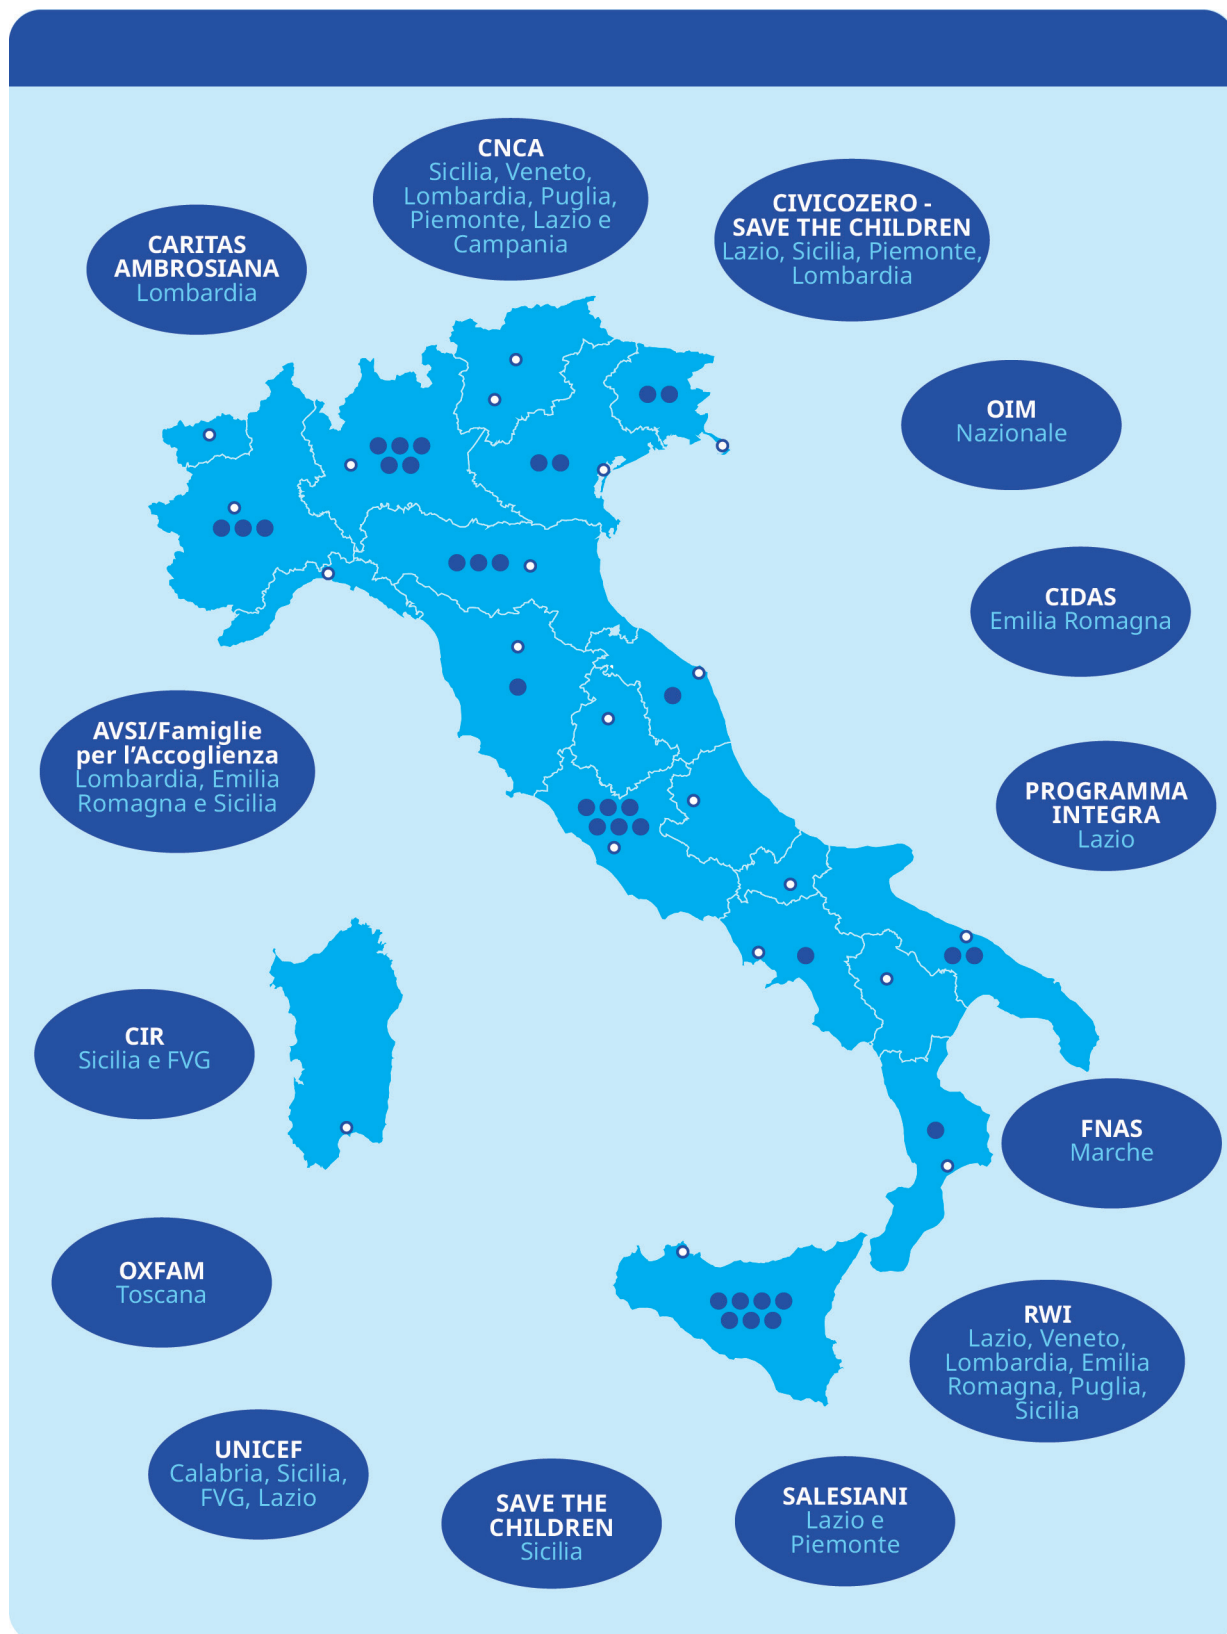 CNCA
Sicilia, Veneto,
Lombardia, Puglia,
Piemonte, Lazio e
Campania
CIVICOZERO -
SAVE THE CHILDREN
Lazio, Sicilia, Piemonte,
Lombardia
CARITAS
AMBROSIANA
Lombardia
OIM
Nazionale
CIDAS
Emilia Romagna
AVSI/Famiglie
per l’Accoglienza
Lombardia, Emilia
Romagna e Sicilia
PROGRAMMA
INTEGRA
Lazio
CIR
Sicilia e FVG
FNAS
Marche
OXFAM
Toscana
RWI
Lazio, Veneto,
Lombardia, Emilia
Romagna, Puglia,
Sicilia
UNICEF
Calabria, Sicilia,
FVG, Lazio
SAVE THE
CHILDREN
Sicilia
SALESIANI
Lazio e
Piemonte